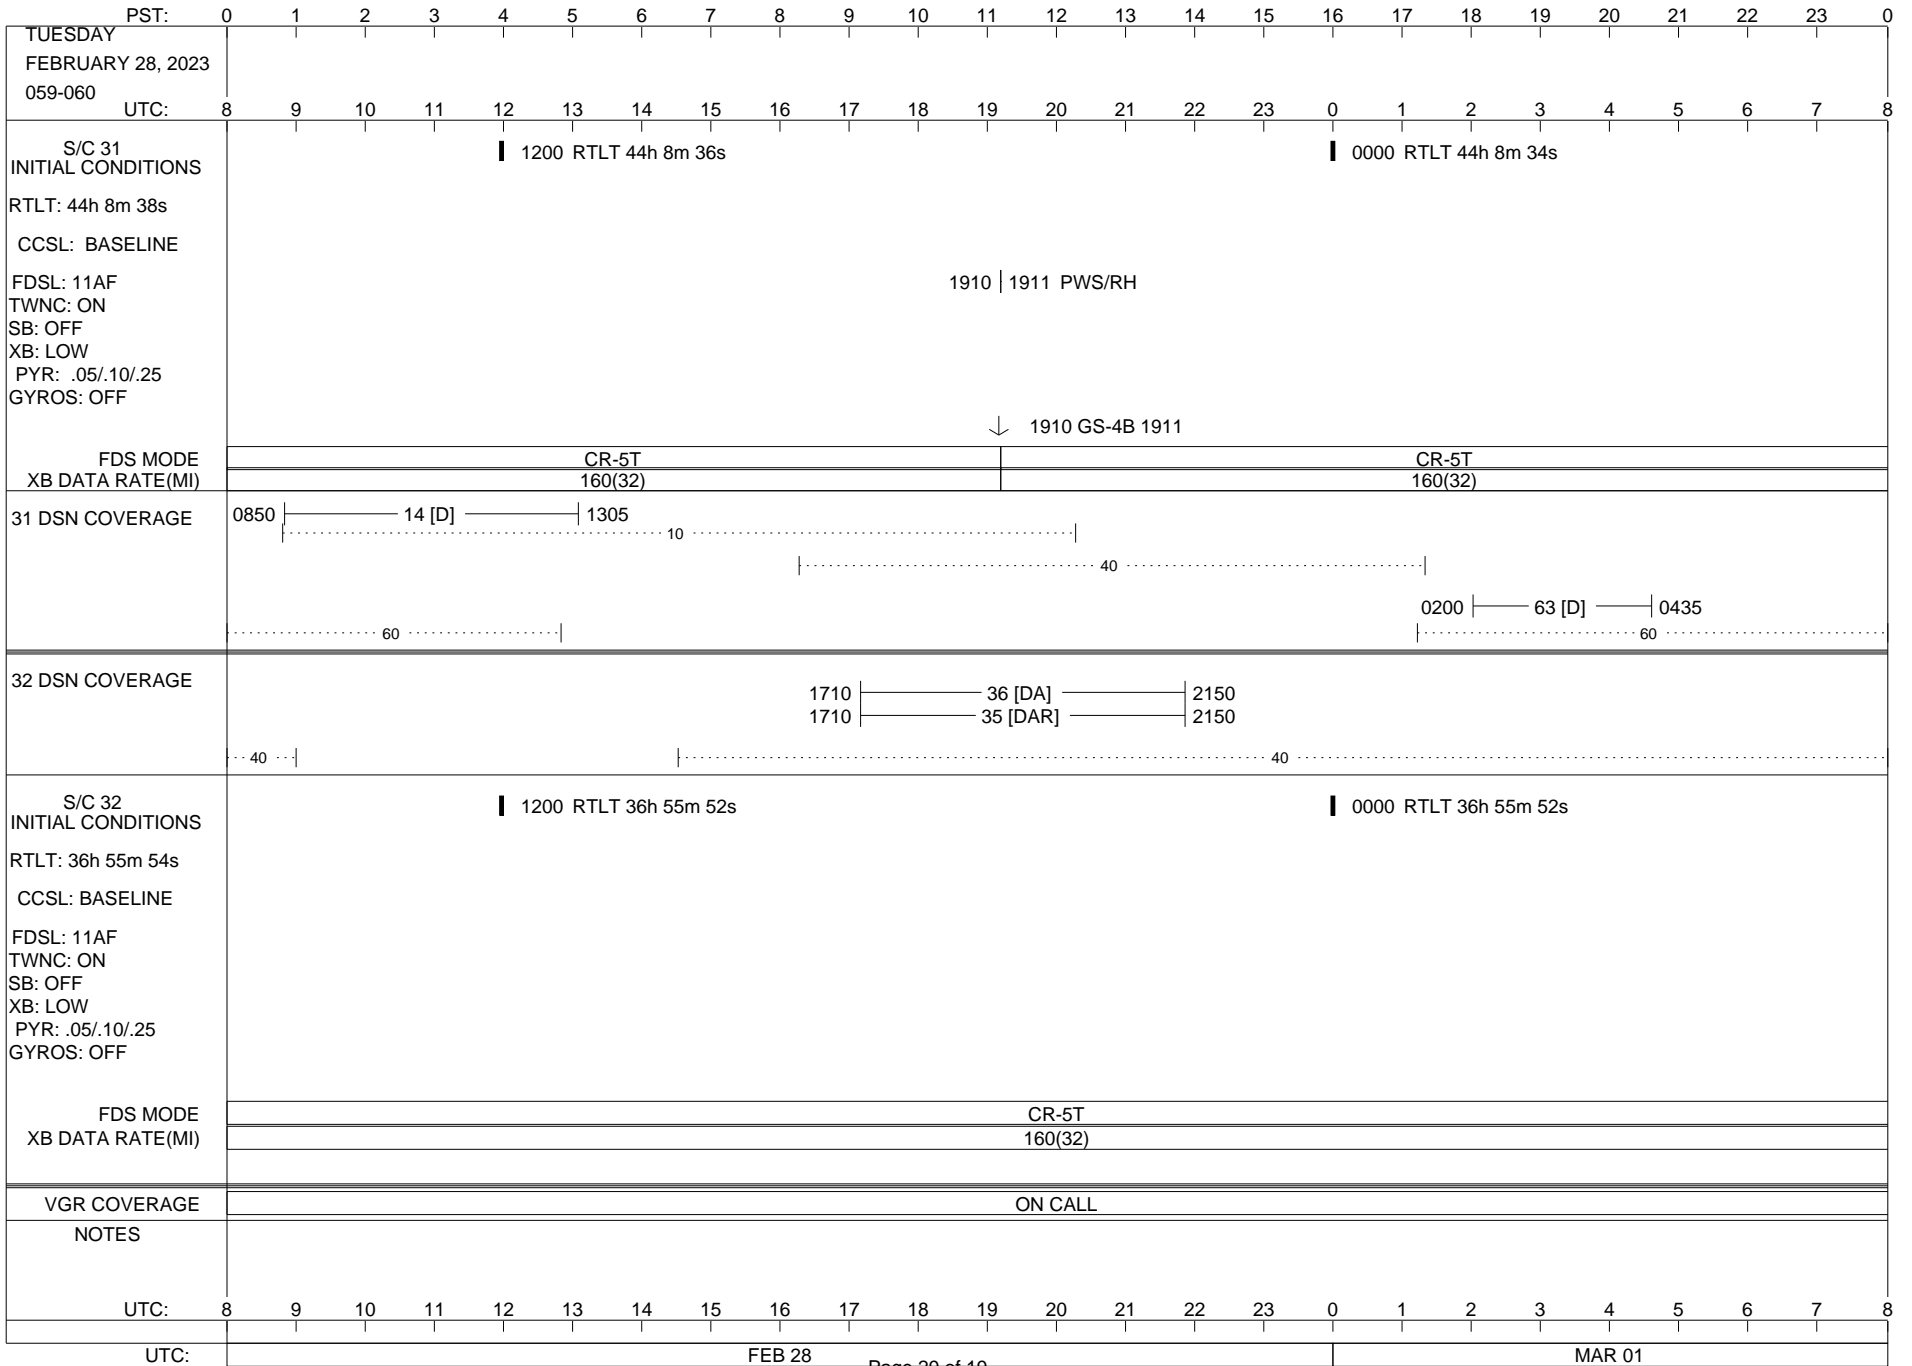 PST: 0 1 2 3 4 5 6 7 8 9 10 11 12 13 14 15 16 17 18 19 20 21 22 23 0
TUESDAY
FEBRUARY 28, 2023
059-060
UTC: 8 9 10 11 12 13 14 15 16 17 18 19 20 21 22 23 0 1 2 3 4 5 6 7 8
S/C 31
INITIAL CONDITIONS
1200 RTLT 44h 8m 36s
0000 RTLT 44h 8m 34s
RTLT: 44h 8m 38s
CCSL: BASELINE
FDSL: 11AF
1910 1911 PWS/RH
TWNC: ON
SB: OFF
XB: LOW
PYR: .05/.10/.25
GYROS: OFF
1910 GS-4B 1911
FDS MODE CR-5T CR-5T
XB DATA RATE(MI) 160(32) 160(32)
31 DSN COVERAGE
0850 14 [D] 1305
10
40
0200 63 [D] 0435
60 60
32 DSN COVERAGE
1710 36 [DA] 2150
1710 35 [DAR] 2150
40 40
S/C 32
INITIAL CONDITIONS
1200 RTLT 36h 55m 52s
0000 RTLT 36h 55m 52s
RTLT: 36h 55m 54s
CCSL: BASELINE
FDSL: 11AF
TWNC: ON
SB: OFF
XB: LOW
PYR: .05/.10/.25
GYROS: OFF
FDS MODE CR-5T
XB DATA RATE(MI) 160(32)
VGR COVERAGE ON CALL
NOTES
UTC: 8 9 10 11 12 13 14 15 16 17 18 19 20 21 22 23 0 1 2 3 4 5 6 7 8
UTC: FEB 28 MAR 01
Page 20 of 19